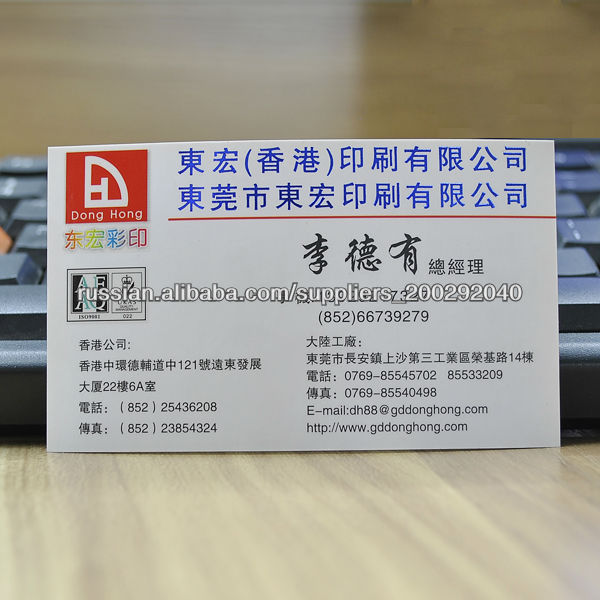 東宏(香港)印刷有限公司
東莞市東宏印刷有限公司
Dong Hong
东宏彩印
李德有 總經理
russian.alibaba.com/suppliers-200292040
(852)66739279
ISO9001
UKAS
QUALITY
MANAGEMENT
022
香港公司:
香港中環德輔道中121號遠東發展
大厦22樓6A室
電話:(852)25436208
傳真:(852)23854324
大陸工廠:
東莞市長安鎮上沙第三工業區榮基路14棟
電話:0769-85545702 85533209
傳真:0769-85540498
E-mail:dh88@gddonghong.com
http://www.gddonghong.com